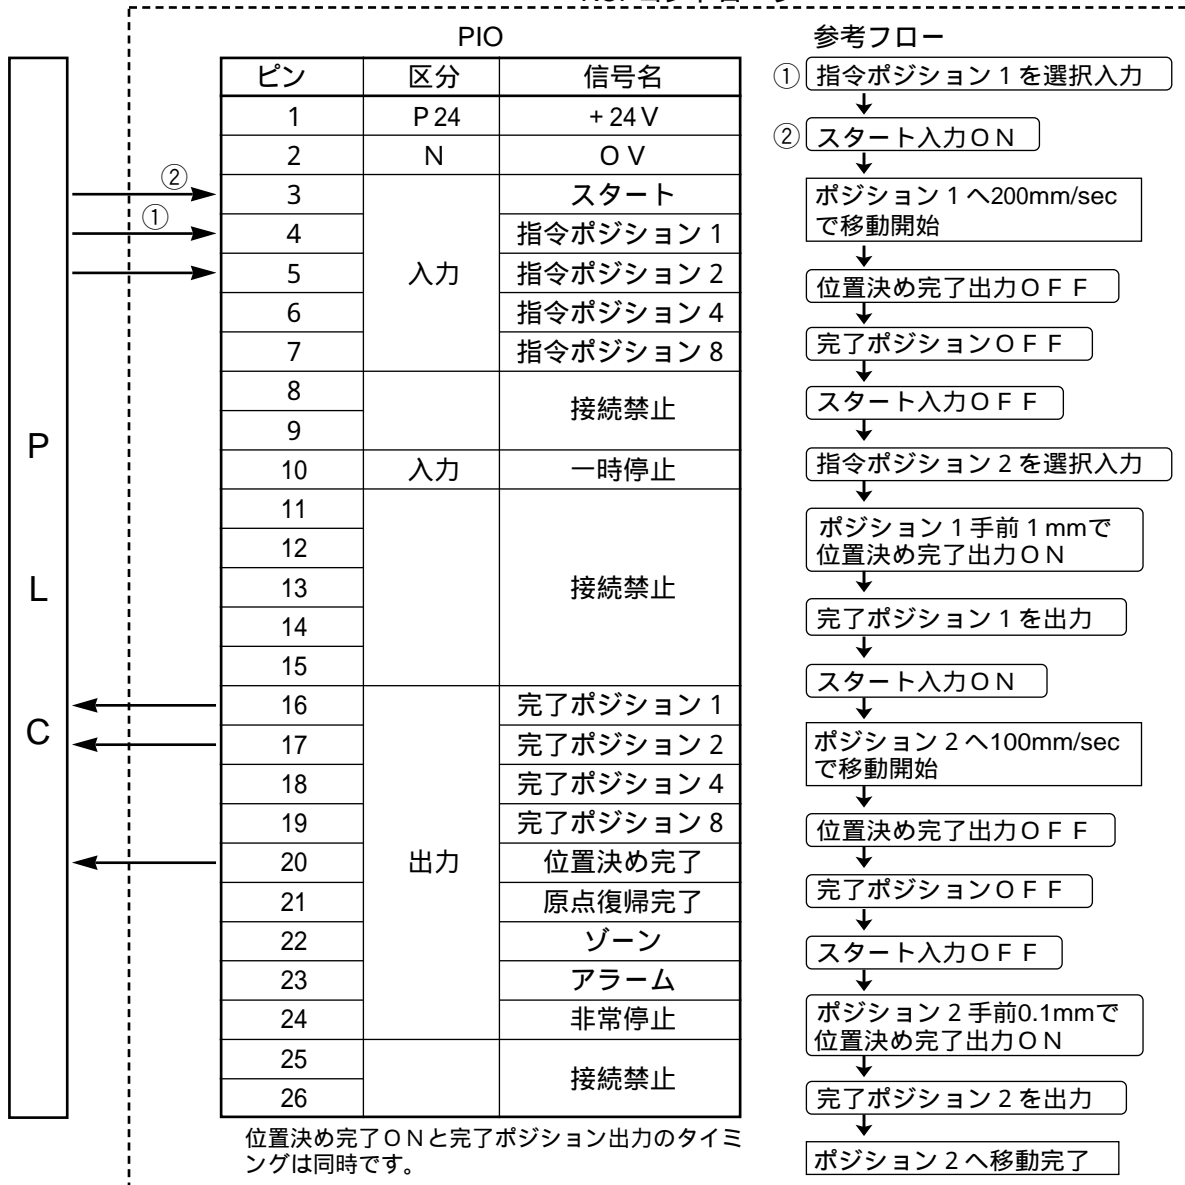 PIO
参考フロー
P
L
C
②
①
ピン 区分 信号名
1 P24 +24V
2 N OV
3 スタート
4 指令ポジション1
5 入力 指令ポジション2
6 指令ポジション4
7 指令ポジション8
8 接続禁止
9
10 入力 一時停止
11
12
13 接続禁止
14
15
16 完了ポジション1
17 完了ポジション2
18 完了ポジション4
19 完了ポジション8
20 出力 位置決め完了
21 原点復帰完了
22 ゾーン
23 アラーム
24 非常停止
25 接続禁止
26
位置決め完了ONと完了ポジション出力のタイミ
ングは同時です。
① 指令ポジション1を選択入力
② スタート入力ON
ポジション1へ200mm/sec
で移動開始
位置決め完了出力OFF
完了ポジションOFF
スタート入力OFF
指令ポジション2を選択入力
ポジション1手前1mmで
位置決め完了出力ON
完了ポジション1を出力
スタート入力ON
ポジション2へ100mm/sec
で移動開始
位置決め完了出力OFF
完了ポジションOFF
スタート入力OFF
ポジション2手前0.1mmで
位置決め完了出力ON
完了ポジション2を出力
ポジション2へ移動完了